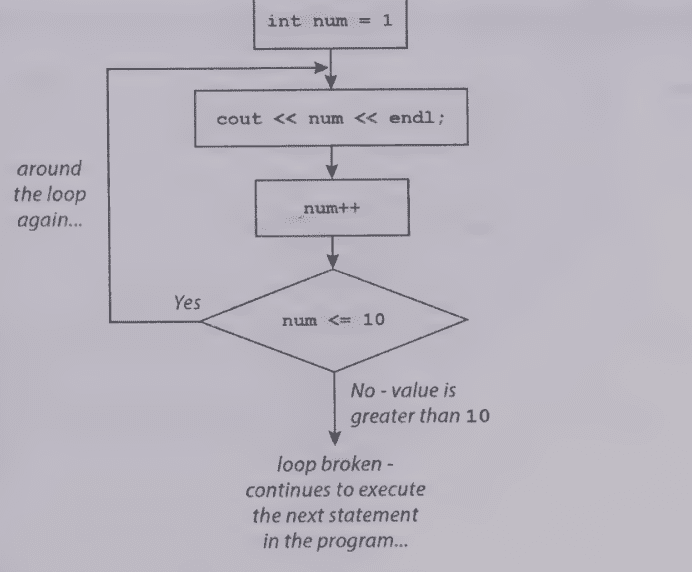 int num = 1
cout << num << endl;
around
the loop
again...
num++
Yes
num <= 10
No - value is
greater than 10
loop broken -
continues to execute
the next statement
in the program...